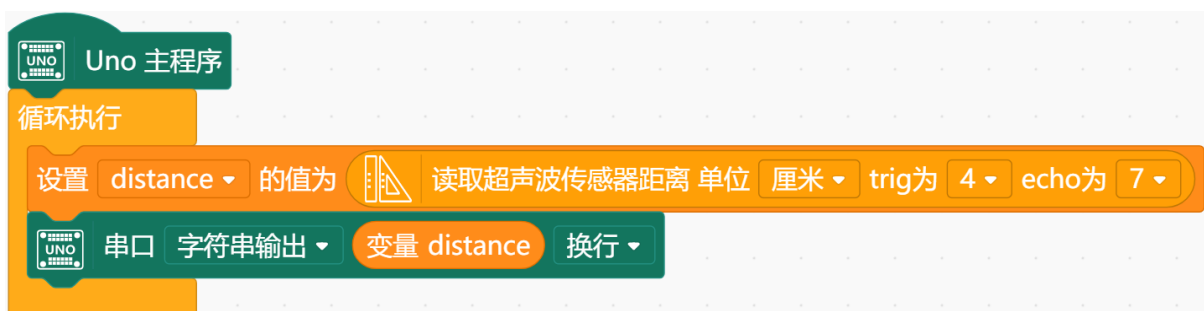 UNO Uno 主程序
循环执行
设置 distance 的值为 读取超声波传感器距离 单位 厘米 trig为 4 echo为 7
UNO 串口 字符串输出 变量 distance 换行